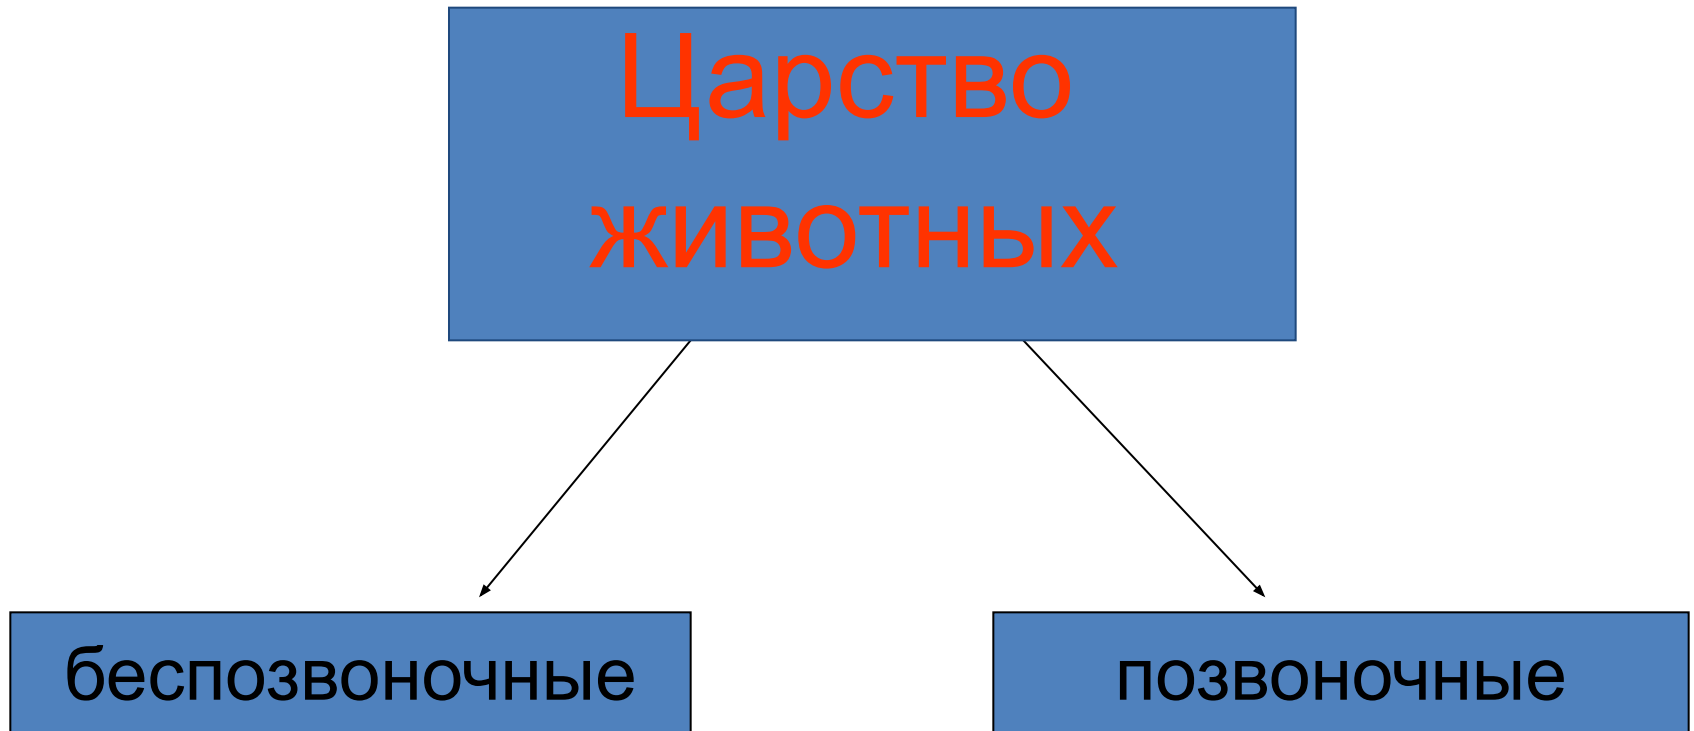 Царство
животных
беспозвоночные
позвоночные